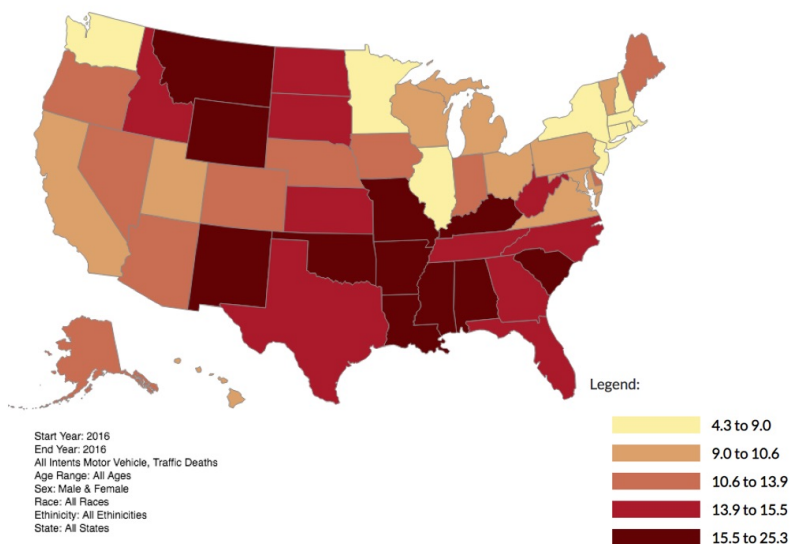 Legend:
4.3 to 9.0
9.0 to 10.6
10.6 to 13.9
13.9 to 15.5
15.5 to 25.3
Start Year: 2016
End Year: 2016
All Intents Motor Vehicle, Traffic Deaths
Age Range: All Ages
Sex: Male & Female
Race: All Races
Ethinicity: All Ethinicities
State: All States